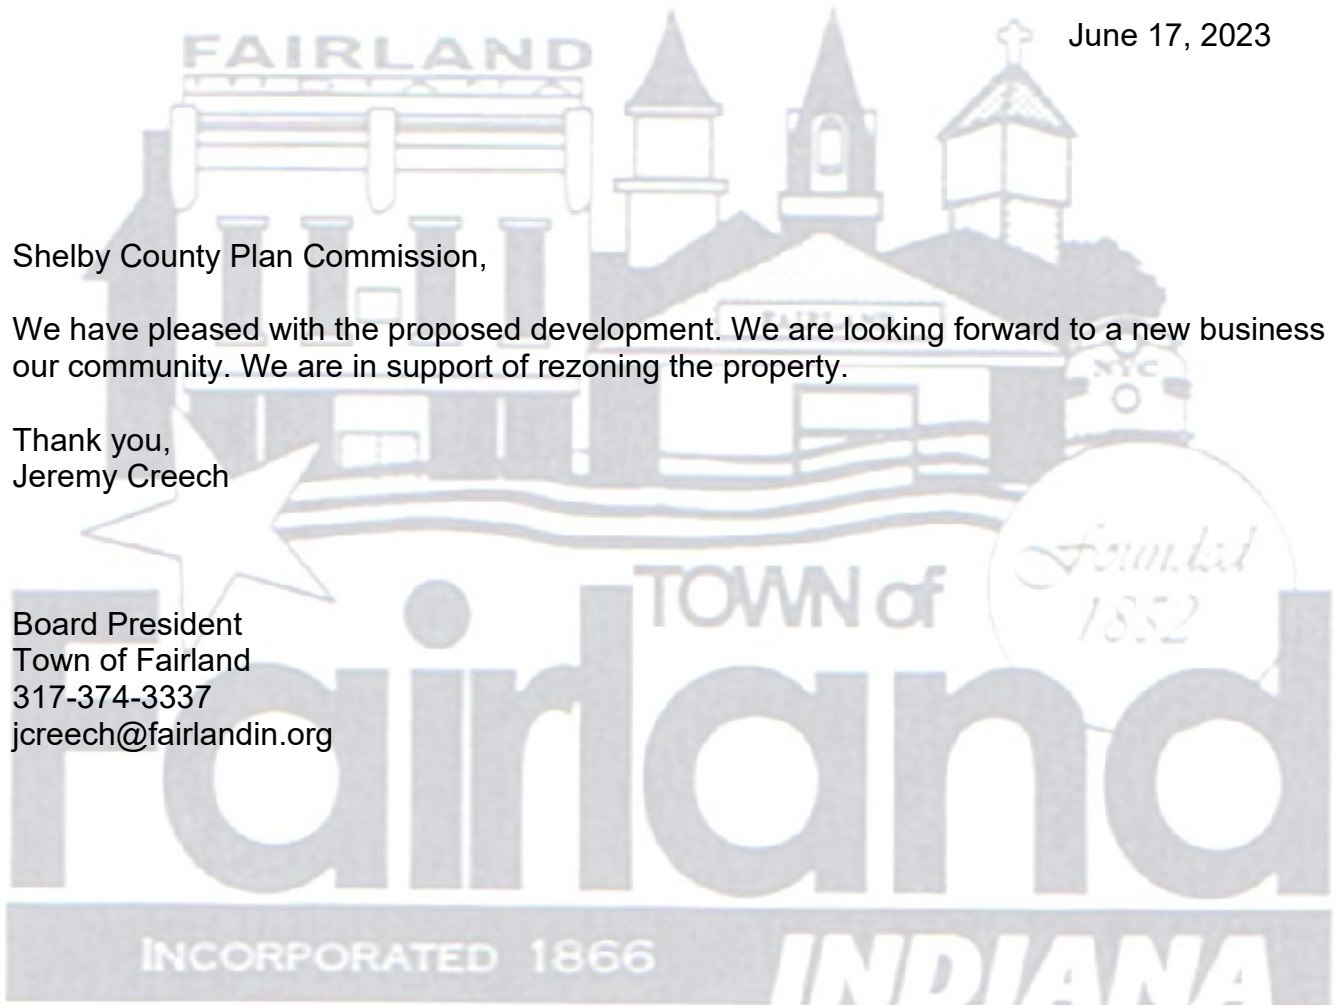 FAIRLAND
June 17, 2023
Shelby County Plan Commission,
We have pleased with the proposed development. We are looking forward to a new business
our community. We are in support of rezoning the property.
NYC
Thank you,
Jeremy Creech
Founded
1852
TOWN of
Board President
Town of Fairland
317-374-3337
jcreech@fairlandin.org
Fairland
INCORPORATED 1866
INDIANA